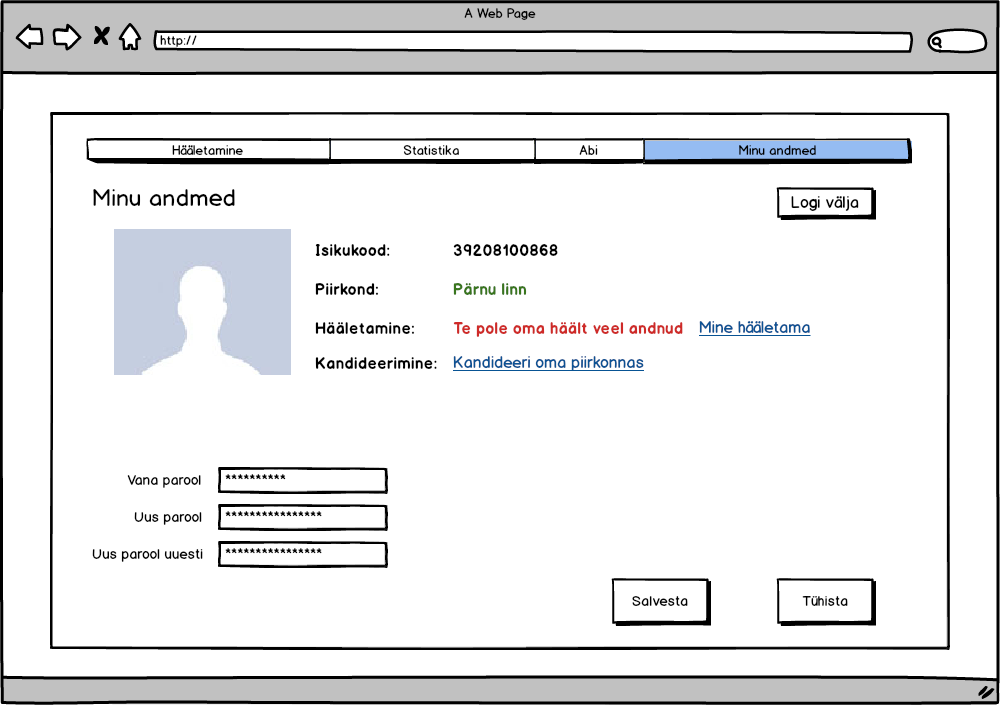 A Web Page
http://
Hääletamine Statistika Abi Minu andmed
Minu andmed
Logi välja
Isikukood: 39208100868
Piirkond: Pärnu linn
Hääletamine: Te pole oma häält veel andnud Mine hääletama
Kandideerimine: Kandideeri oma piirkonnas
Vana parool **********
Uus parool ****************
Uus parool uuesti ****************
Salvesta Tühista